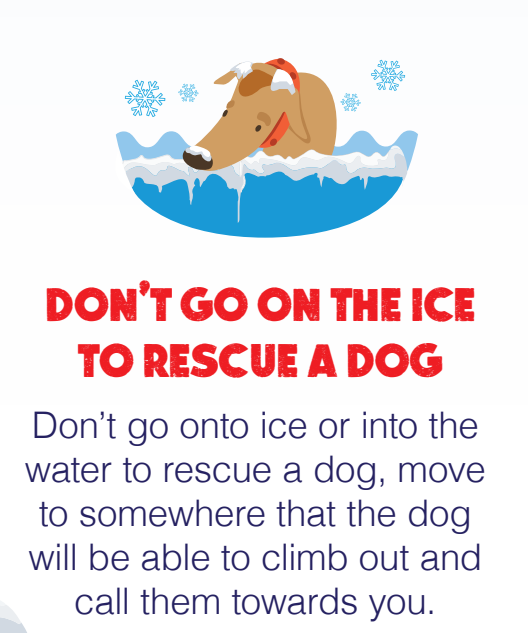 DON'T GO ON THE ICE
TO RESCUE A DOG
Don't go onto ice or into the
water to rescue a dog, move
to somewhere that the dog
will be able to climb out and
call them towards you.